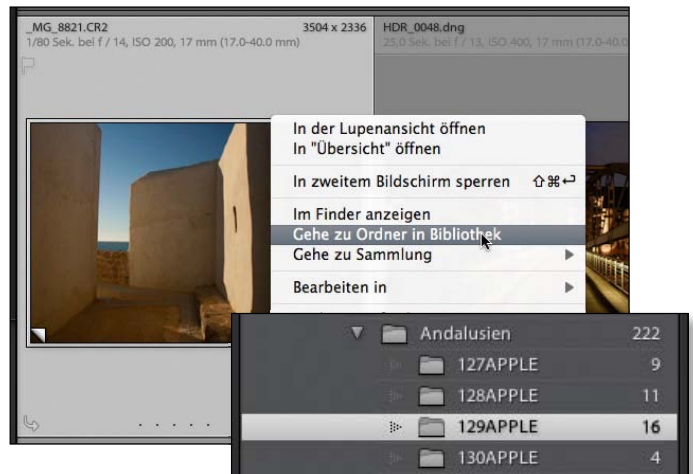 _MG_8821.CR2 3504 x 2336
1/80 Sek. bei f / 14, ISO 200, 17 mm (17.0-40.0 mm)
HDR_0048.dng
25,0 Sek. bei f / 13, ISO 400, 17 mm (17.0-40.0
In der Lupenansicht öffnen
In "Übersicht" öffnen
In zweitem Bildschirm sperren ⇧⌘↩
Im Finder anzeigen
Gehe zu Ordner in Bibliothek
Gehe zu Sammlung
Bearbeiten in
Andalusien 222
127APPLE 9
128APPLE 11
129APPLE 16
130APPLE 4